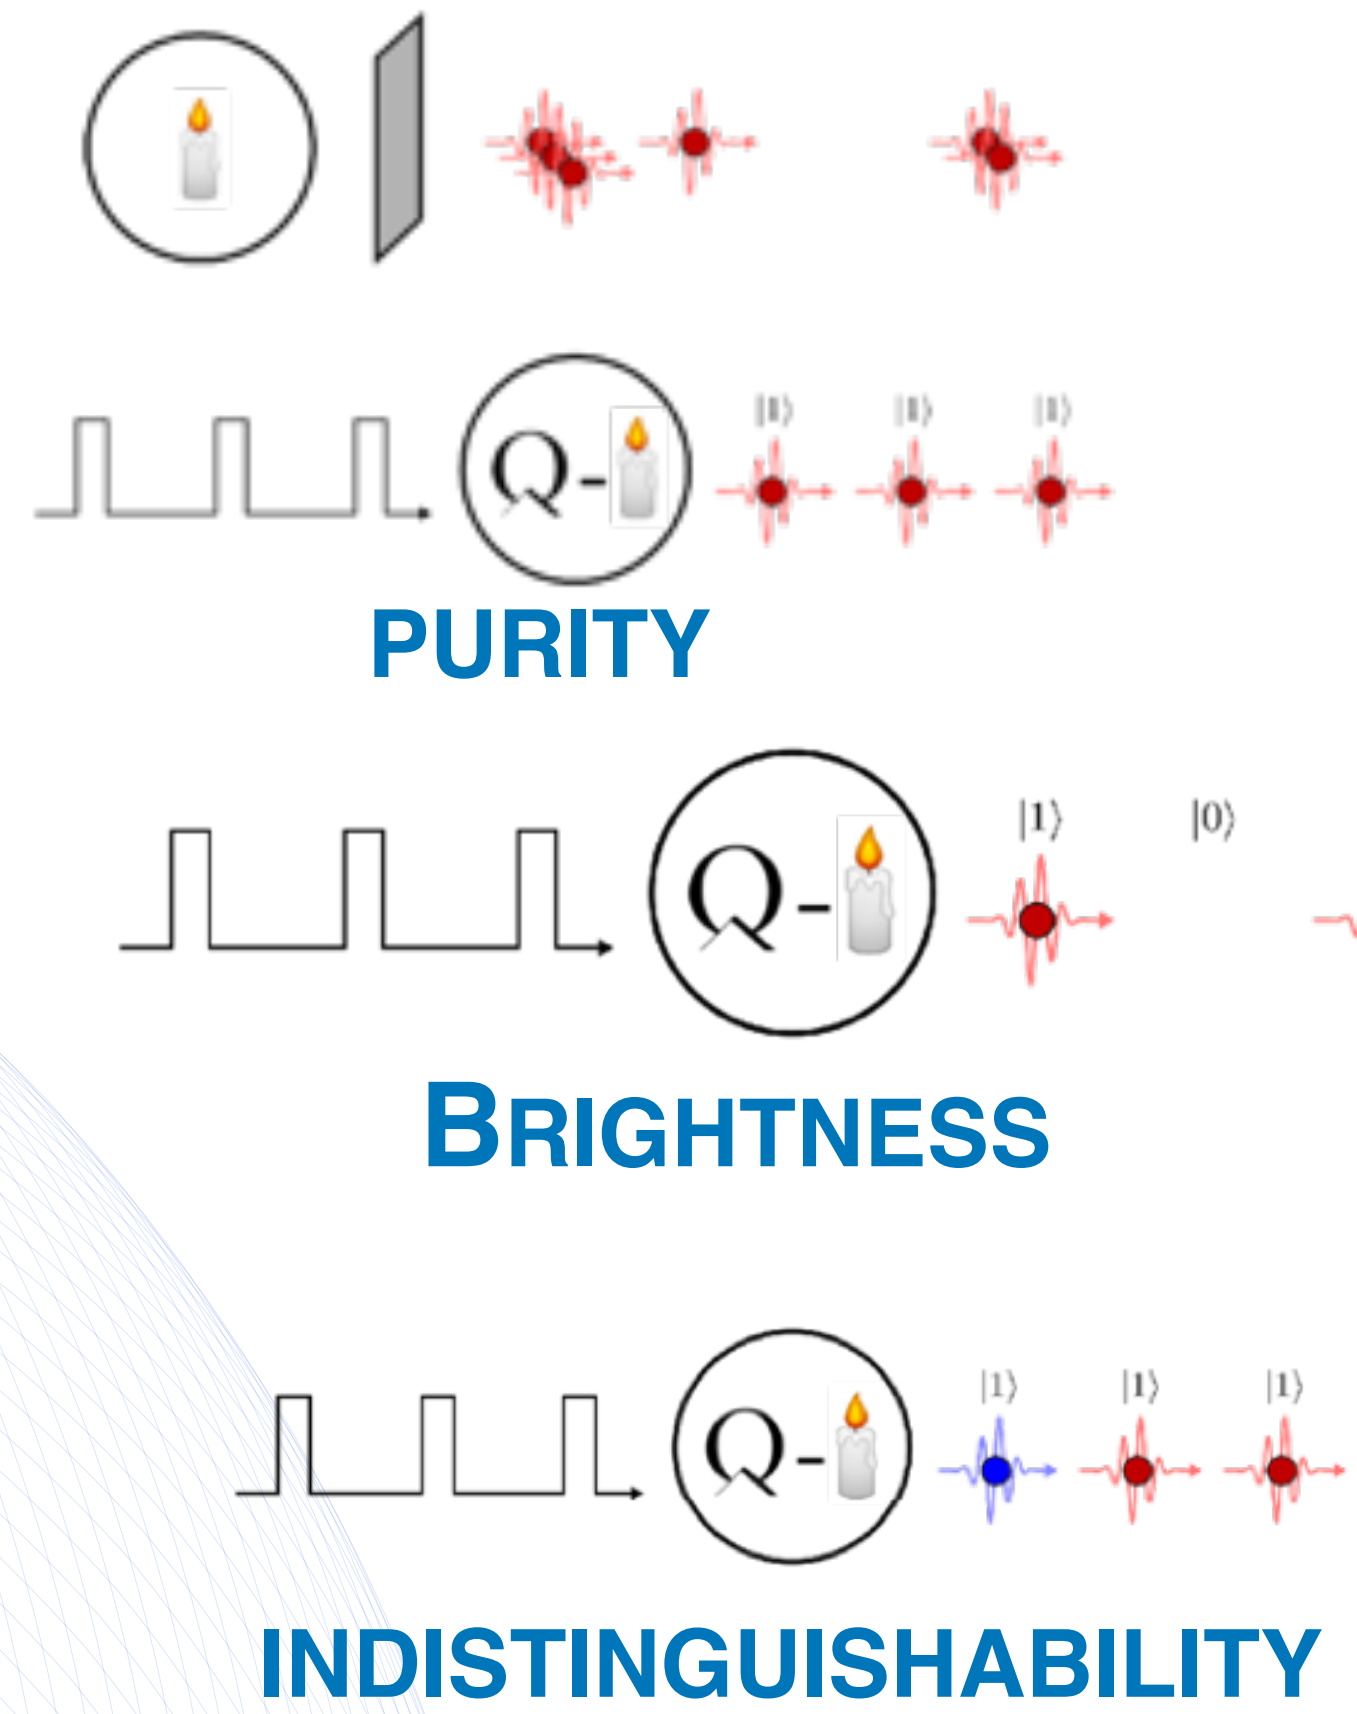 |1⟩ |1⟩ |1⟩
Q-
PURITY
|1⟩ |0⟩
Q-
BRIGHTNESS
|1⟩ |1⟩ |1⟩
Q-
INDISTINGUISHABILITY